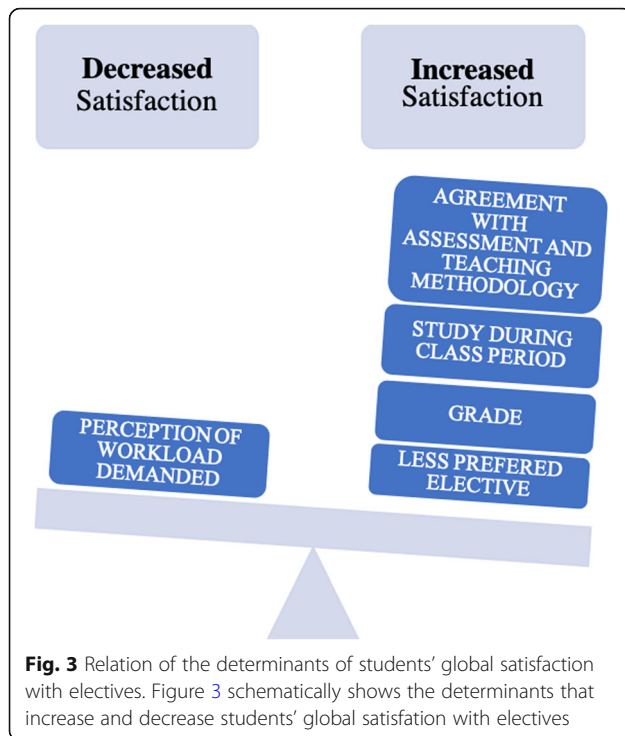 Decreased
Satisfaction
Increased
Satisfaction
AGREEMENT
WITH
ASSESSMENT AND
TEACHING
METHODOLOGY
STUDY DURING
CLASS PERIOD
GRADE
LESS PREFERED
ELECTIVE
PERCEPTION OF
WORKLOAD
DEMANDED
Fig. 3 Relation of the determinants of students’ global satisfaction
with electives. Figure 3 schematically shows the determinants that
increase and decrease students’ global satisfation with electives